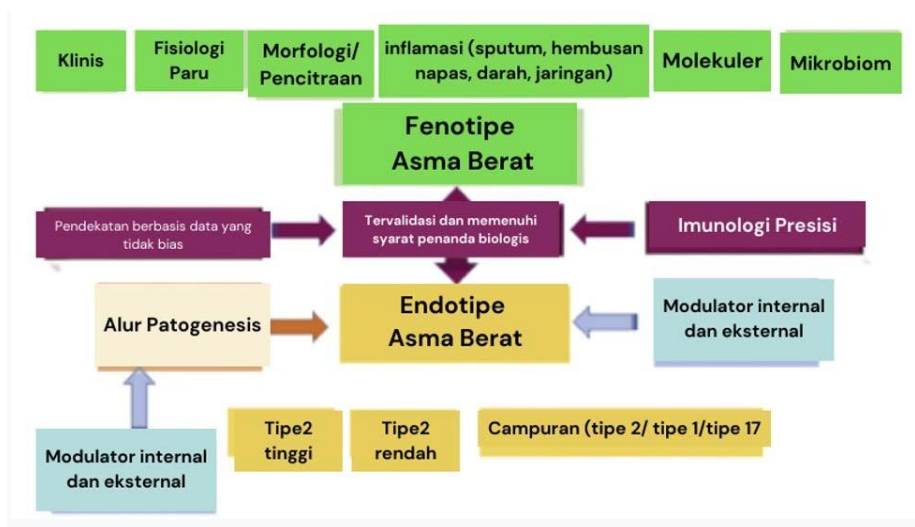 Klinis
Fisiologi
Paru
Morfologi/
Pencitraan
inflamasi (sputum, hembusan
napas, darah, jaringan)
Molekuler
Mikrobiom
Fenotipe
Asma Berat
Pendekatan berbasis data yang
tidak bias
Tervalidasi dan memenuhi
syarat penanda biologis
Imunologi Presisi
Alur Patogenesis
Endotipe
Asma Berat
Modulator internal
dan eksternal
Modulator internal
dan eksternal
Tipe2
tinggi
Tipe2
rendah
Campuran (tipe 2/ tipe 1/tipe 17